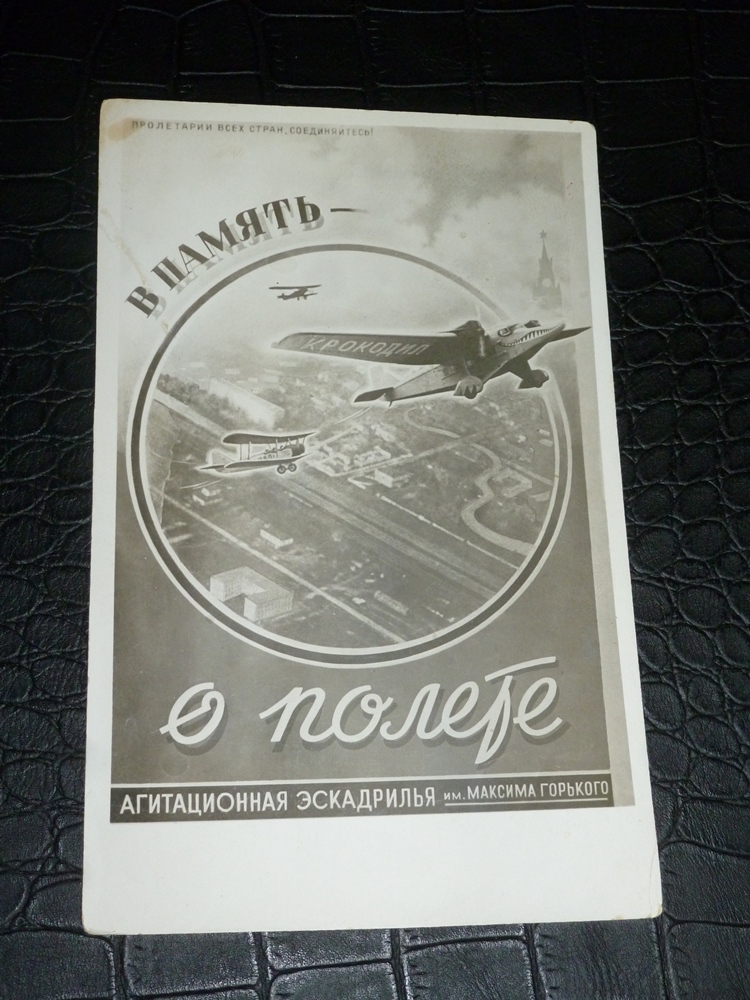 ПРОЛЕТАРИИ ВСЕХ СТРАН, СОЕДИНЯЙТЕСЬ!
В ПАМЯТЬ —
КРОКОДИЛ
о полете
АГИТАЦИОННАЯ ЭСКАДРИЛЬЯ им. МАКСИМА ГОРЬКОГО